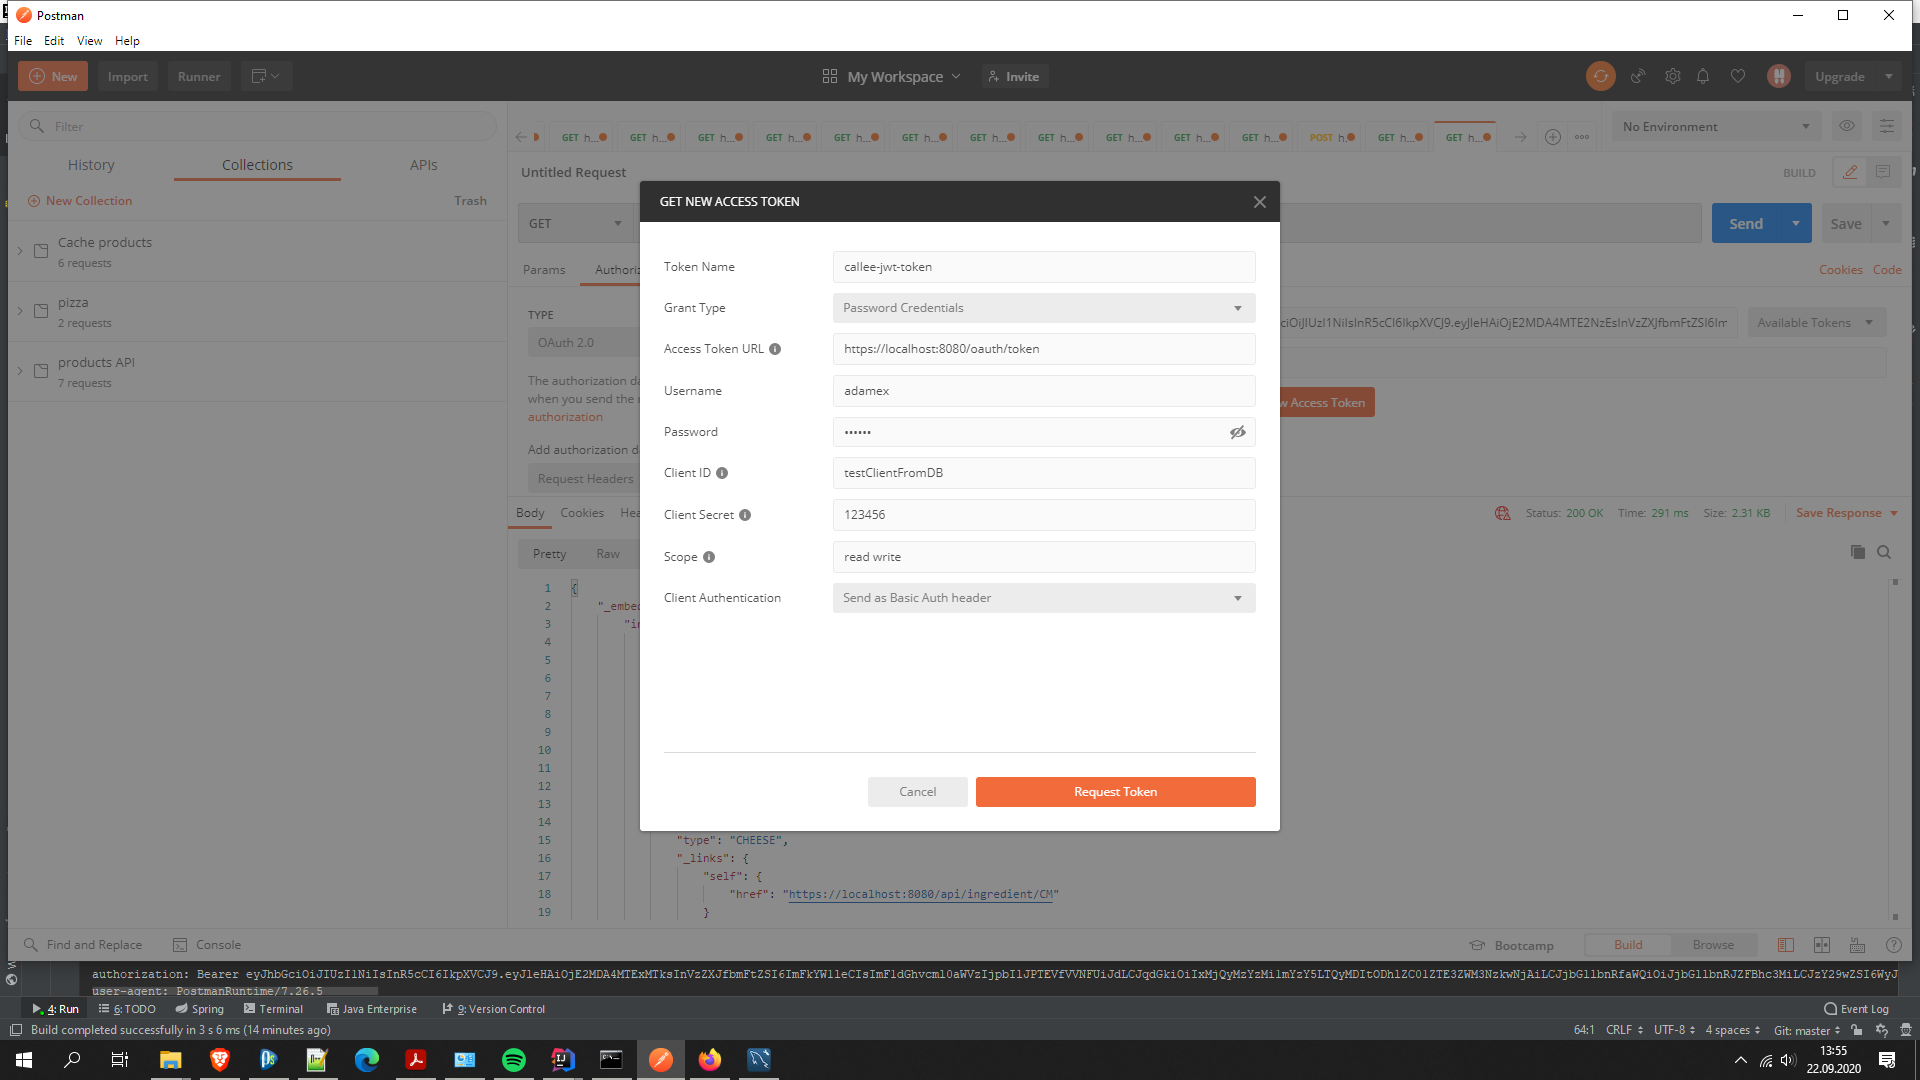 Postman
File Edit View Help
New Import Runner My Workspace Invite Upgrade
Filter
History Collections APIs
New Collection Trash
Cache products
6 requests
pizza
2 requests
products API
7 requests
GET h... GET h... GET h... GET h... GET h... GET h... GET h... GET h... GET h... GET h... GET h... POST h... GET h... GET h...
No Environment
Untitled Request BUILD
GET Send Save
Params Authoriz Cookies Code
TYPE
OAuth 2.0
The authorization da
when you send the r
authorization
Add authorization da
Request Headers
Available Tokens
w Access Token
GET NEW ACCESS TOKEN
Token Name callee-jwt-token
Grant Type Password Credentials
Access Token URL https://localhost:8080/oauth/token
Username adamex
Password ••••••
Client ID testClientFromDB
Client Secret 123456
Scope read write
Client Authentication Send as Basic Auth header
Cancel Request Token
Body Cookies Hea Status: 200 OK Time: 291 ms Size: 2.31 KB Save Response
Pretty Raw
1 {
2 "_embed
3 "in
4
5
6
7
8
9
10
11
12
13
14
15 "type": "CHEESE",
16 "_links": {
17 "self": {
18 "href": "https://localhost:8080/api/ingredient/CM"
19 }
Find and Replace Console Bootcamp Build Browse
authorization: Bearer
user-agent: PostmanRuntime/7.26.5
4: Run 6: TODO Spring Terminal Java Enterprise 9: Version Control Event Log
Build completed successfully in 3 s 6 ms (14 minutes ago) 64:1 CRLF UTF-8 4 spaces Git: master
13:55
22.09.2020